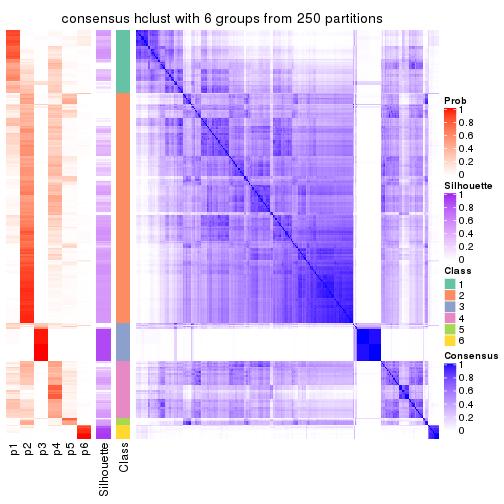 consensus hclust with 6 groups from 250 partitions
Prob
1
0.8
0.6
0.4
0.2
0
Silhouette
1
0.8
0.6
0.4
0.2
0
Class
1
2
3
4
5
6
Consensus
1
0.8
0.6
0.4
0.2
0
p1
p2
p3
p4
p5
p6
Silhouette
Class